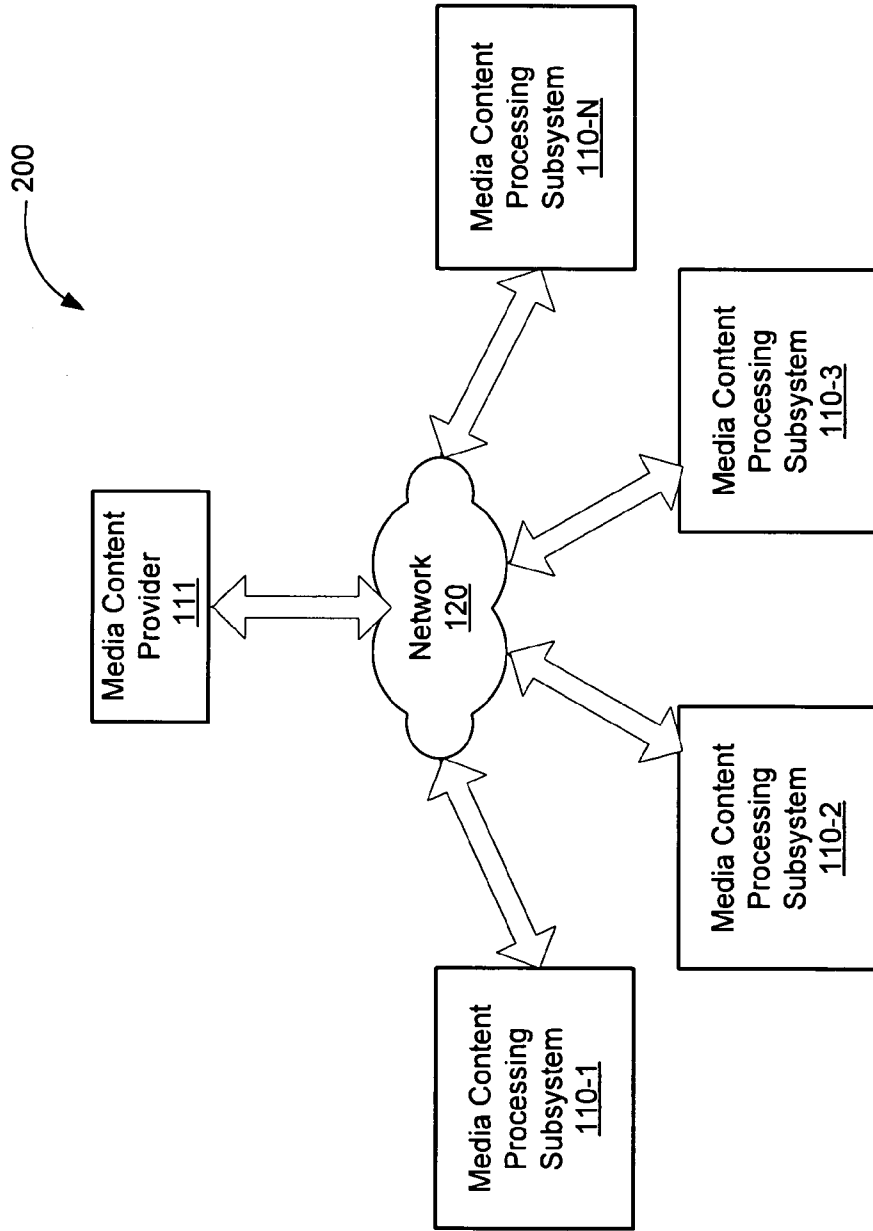 200
Media Content
Provider
111
Network
120
Media Content
Processing
Subsystem
110-1
Media Content
Processing
Subsystem
110-2
Media Content
Processing
Subsystem
110-3
Media Content
Processing
Subsystem
110-N